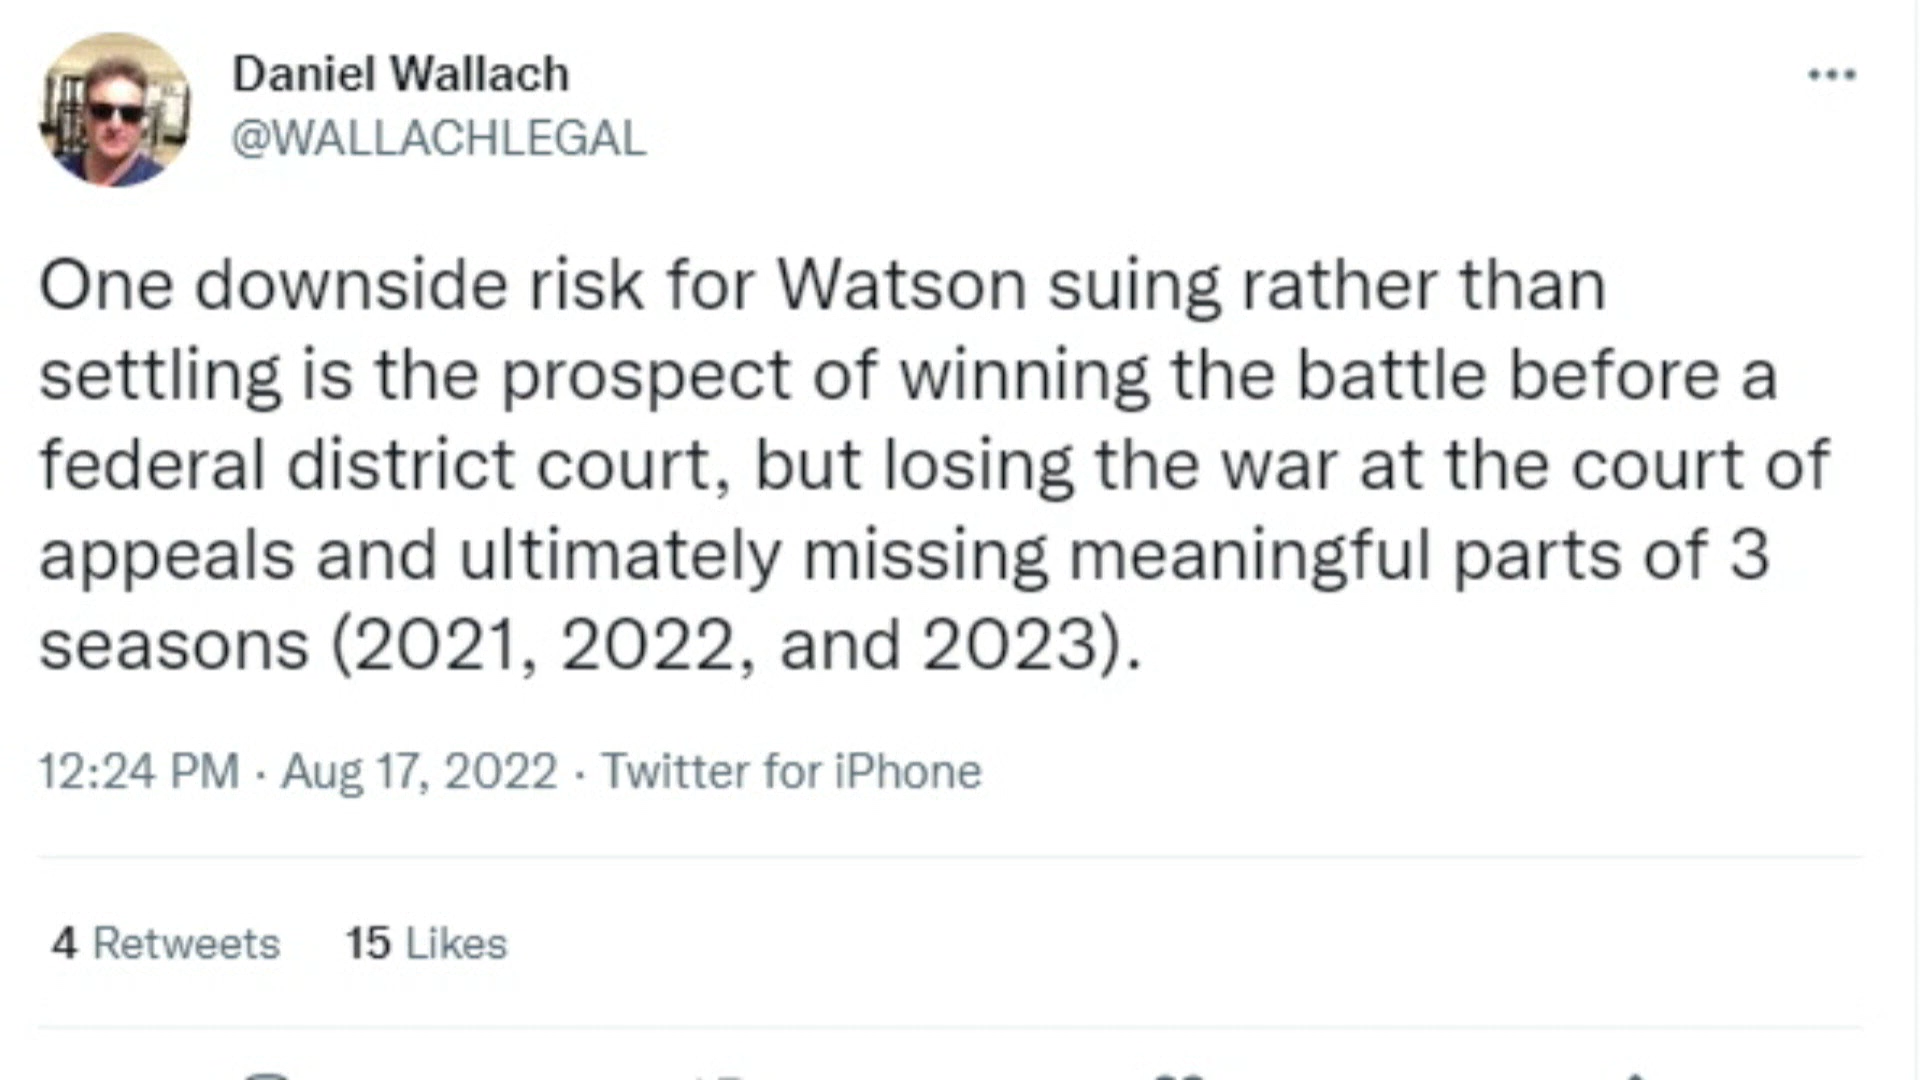 Daniel Wallach
@WALLACHLEGAL
One downside risk for Watson suing rather than
settling is the prospect of winning the battle before a
federal district court, but losing the war at the court of
appeals and ultimately missing meaningful parts of 3
seasons (2021, 2022, and 2023).
12:24 PM · Aug 17, 2022 · Twitter for iPhone
4 Retweets 15 Likes